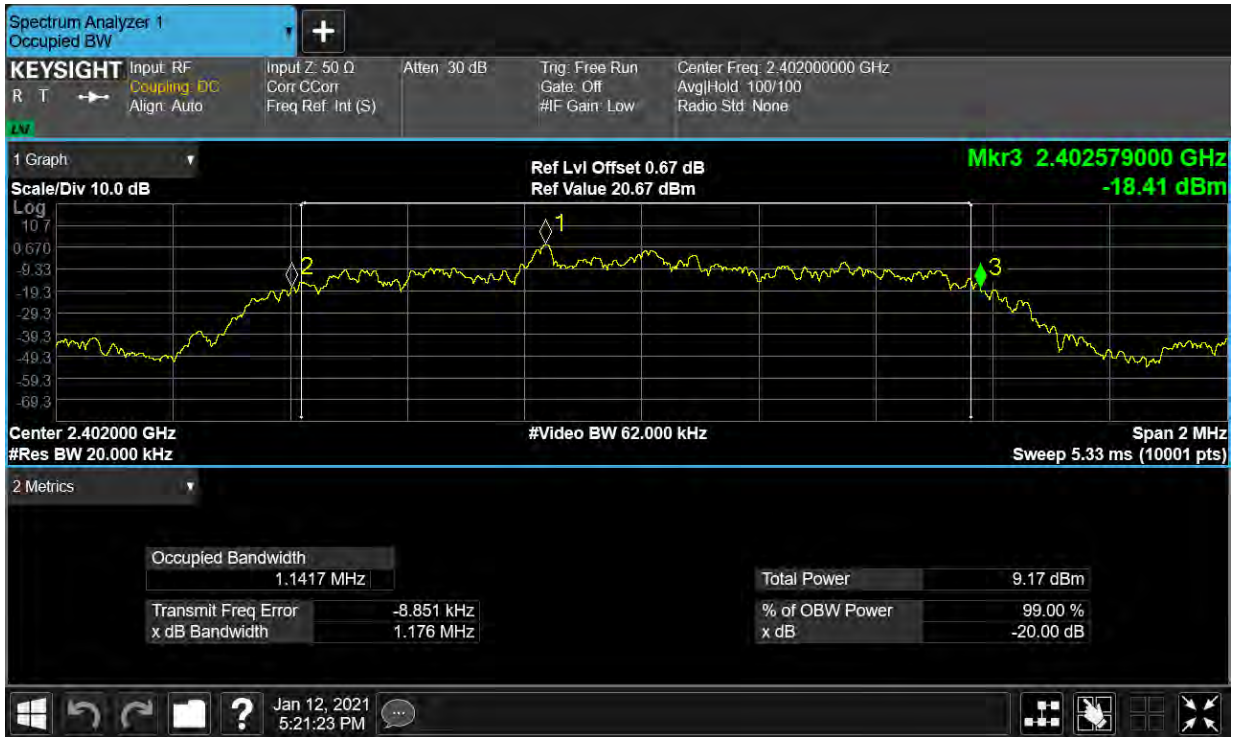 Spectrum Analyzer 1
Occupied BW
KEYSIGHT
R T
LXI
Input: RF
Coupling: DC
Align: Auto
Input Z: 50 Ω
Corr CCorr
Freq Ref: Int (S)
Atten: 30 dB
Trig: Free Run
Gate: Off
#IF Gain: Low
Center Freq: 2.402000000 GHz
Avg|Hold: 100/100
Radio Std: None
1 Graph
Scale/Div 10.0 dB
Ref Lvl Offset 0.67 dB
Ref Value 20.67 dBm
Mkr3 2.402579000 GHz
-18.41 dBm
Log
10.7
0.670
-9.33
-19.3
-29.3
-39.3
-49.3
-59.3
-69.3
1
2
3
Center 2.402000 GHz
#Res BW 20.000 kHz
#Video BW 62.000 kHz
Span 2 MHz
Sweep 5.33 ms (10001 pts)
2 Metrics
Occupied Bandwidth
1.1417 MHz
Transmit Freq Error -8.851 kHz
x dB Bandwidth 1.176 MHz
Total Power 9.17 dBm
% of OBW Power 99.00 %
x dB -20.00 dB
?
Jan 12, 2021
5:21:23 PM